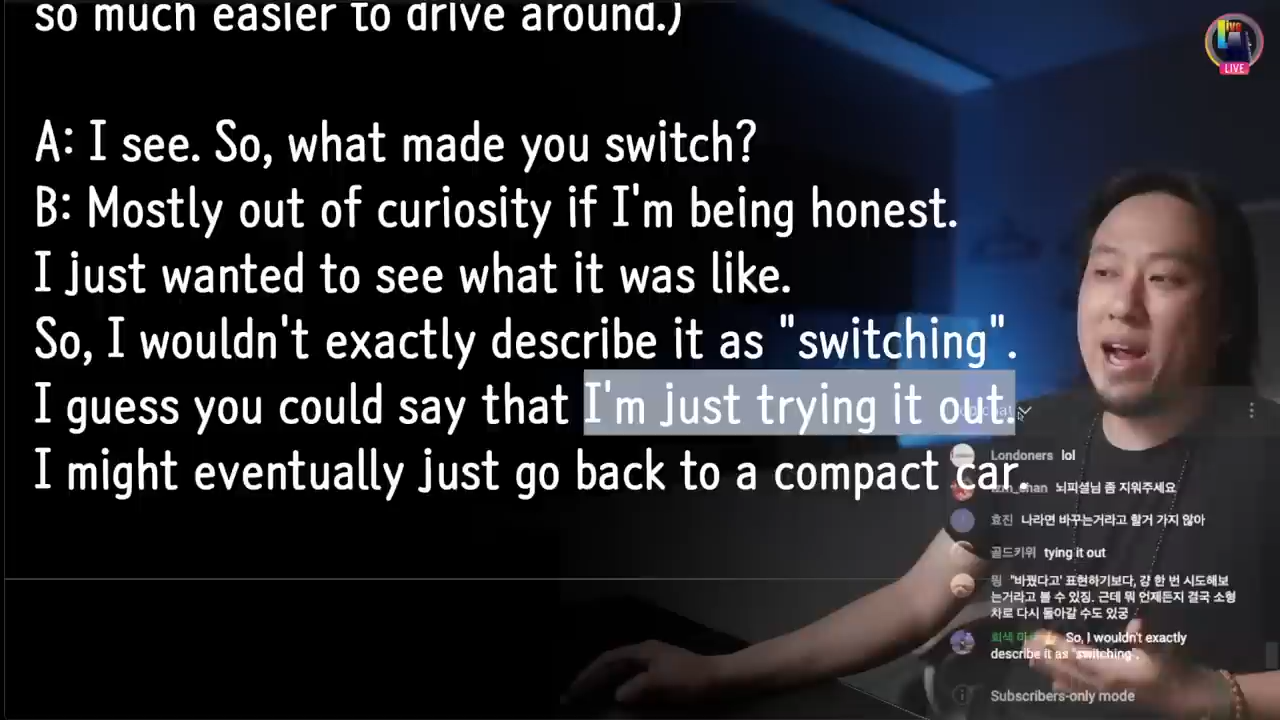 so much easier to drive around.)
Live
LIVE
A: I see. So, what made you switch?
B: Mostly out of curiosity if I'm being honest.
I just wanted to see what it was like.
So, I wouldn't exactly describe it as "switching".
I guess you could say that I'm just trying it out.
I might eventually just go back to a compact car.
Top chat
Londoners lol
뇌피셜님 좀 지워주세요
효진 나라면 바꾸는거라고 할거 가지 않아
골드키위 tying it out
띵 "바꿨다고' 표현하기보다, 걍 한 번 시도해보
는거라고 볼 수 있징. 근데 뭐 언제든지 결국 소형
차로 다시 돌아갈 수도 있궁
회색 So, I wouldn't exactly
describe it as "switching".
Subscribers-only mode